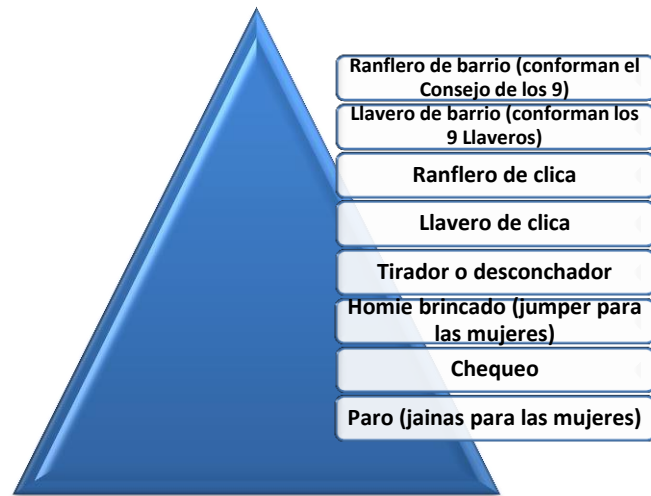 Ranflero de barrio (conforman el
Consejo de los 9)
Llavero de barrio (conforman los
9 Llaveros)
Ranflero de clica
Llavero de clica
Tirador o desconchador
Homie brincado (jumper para
las mujeres)
Chequeo
Paro (jainas para las mujeres)